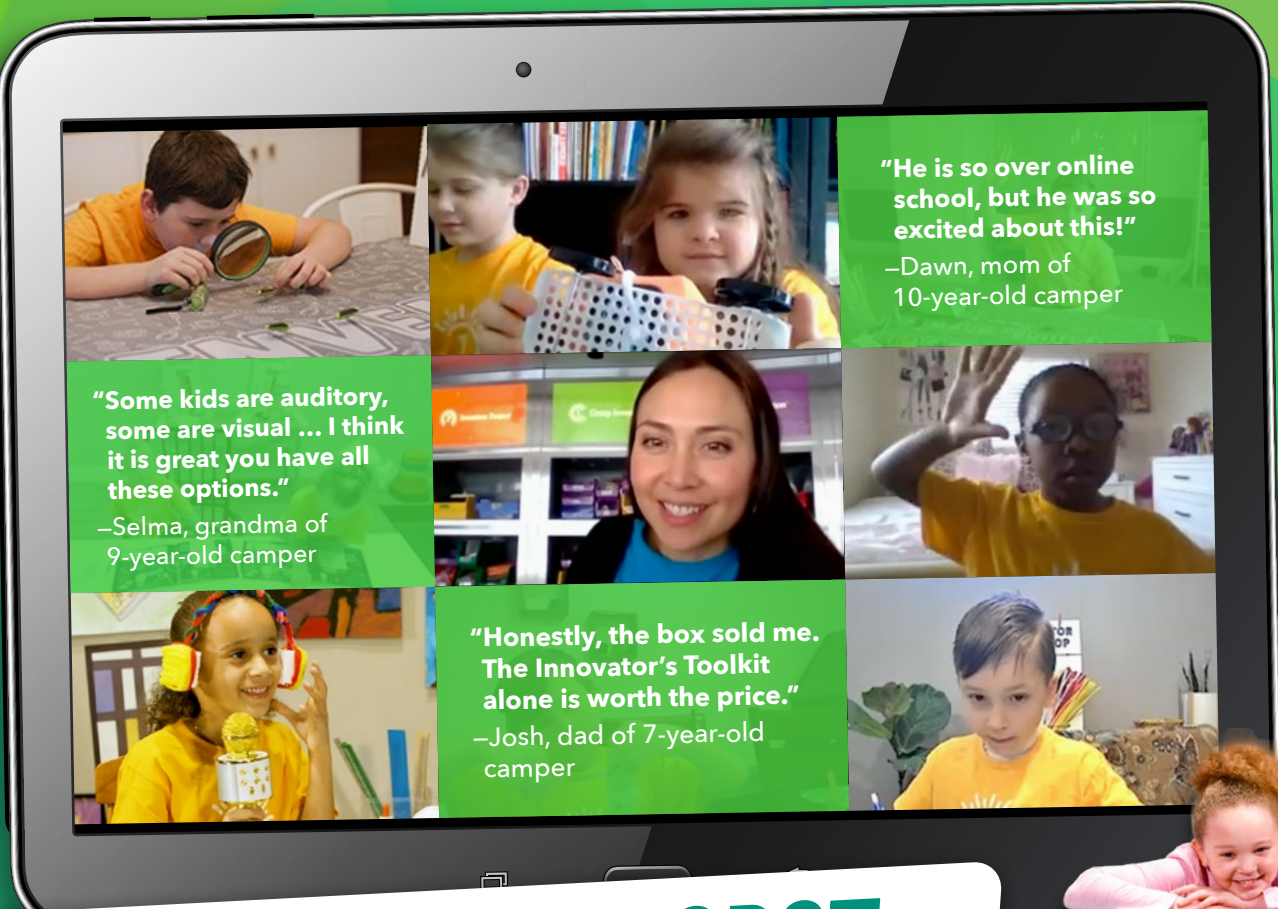 "He is so over online
school, but he was so
excited about this!"
—Dawn, mom of
10-year-old camper
"Some kids are auditory,
some are visual ... I think
it is great you have all
these options."
—Selma, grandma of
9-year-old camper
"Honestly, the box sold me.
The Innovator's Toolkit
alone is worth the price."
—Josh, dad of 7-year-old
camper